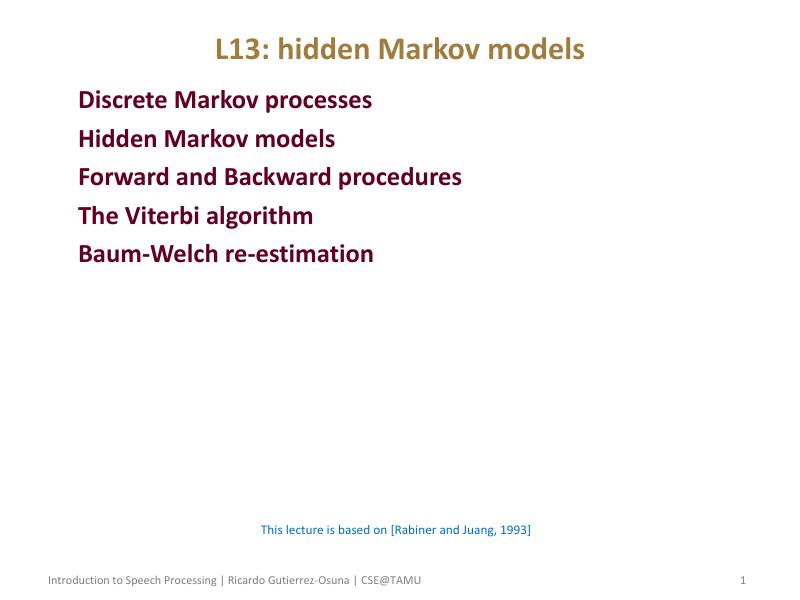 L13: hidden Markov models
Discrete Markov processes
Hidden Markov models
Forward and Backward procedures
The Viterbi algorithm
Baum-Welch re-estimation
This lecture is based on [Rabiner and Juang, 1993]
Introduction to Speech Processing | Ricardo Gutierrez-Osuna | CSE@TAMU 1